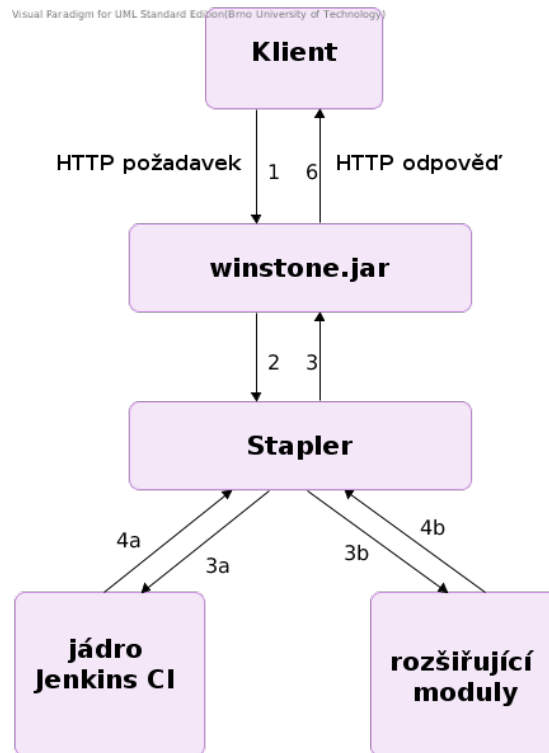 Visual Paradigm for UML Standard Edition(Brno University of Technology)
Klient
HTTP požadavek
1
6
HTTP odpověď
winstone.jar
2
3
Stapler
4a
3a
3b
4b
jádro
Jenkins CI
rozšiřující
moduly